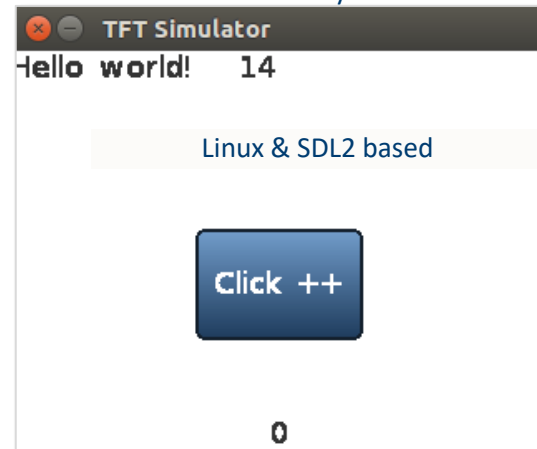 TFT Simulator
Hello world! 14
Linux & SDL2 based
Click ++
0